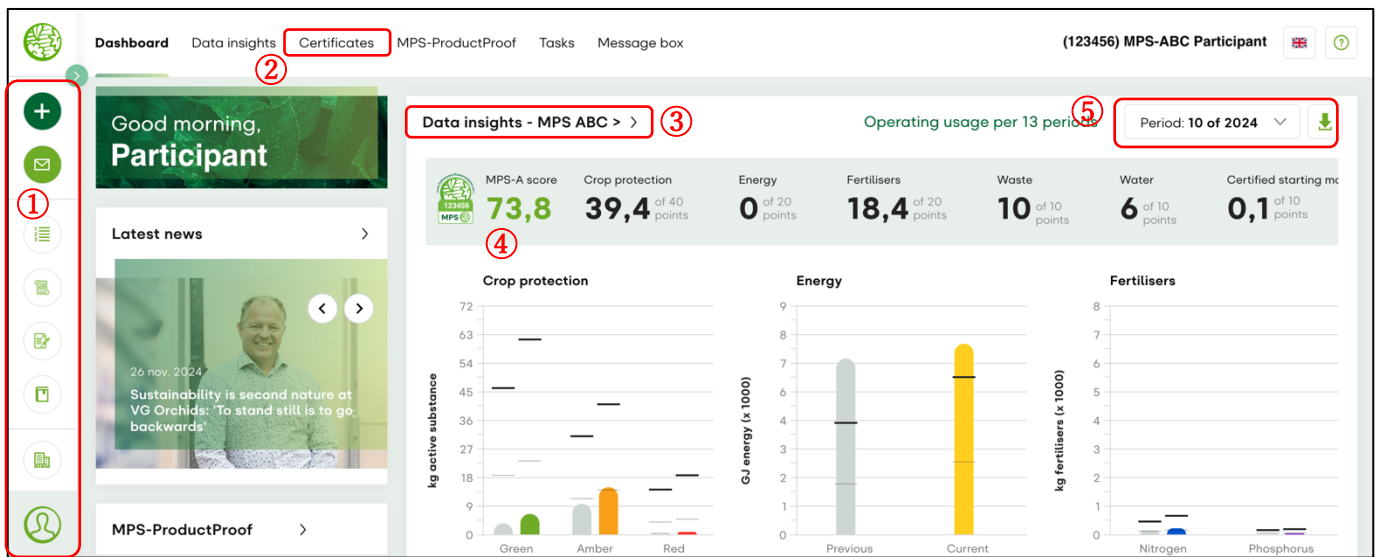 Dashboard Data insights Certificates MPS-ProductProof Tasks Message box (123456) MPS-ABC Participant
②
①
Good morning,
Participant
Latest news
26 nov. 2024
Sustainability is second nature at
VG Orchids: 'To stand still is to go
backwards'
MPS-ProductProof
Data insights - MPS ABC >
③
Operating usage per 13 periods
⑤
Period: 10 of 2024
123456
MPS
MPS-A score
73,8
④
Crop protection
39,4 of 40 points
Energy
0 of 20 points
Fertilisers
18,4 of 20 points
Waste
10 of 10 points
Water
6 of 10 points
Certified starting
0,1 of 10 points
Crop protection
kg active substance
72
63
54
45
36
27
18
9
0
Green Amber Red
Energy
GJ energy (x 1000)
9
8
7
6
4
3
2
1
0
Previous Current
Fertilisers
kg fertilisers (x 1000)
8
7
6
5
4
3
2
1
0
Nitrogen Phosphorus